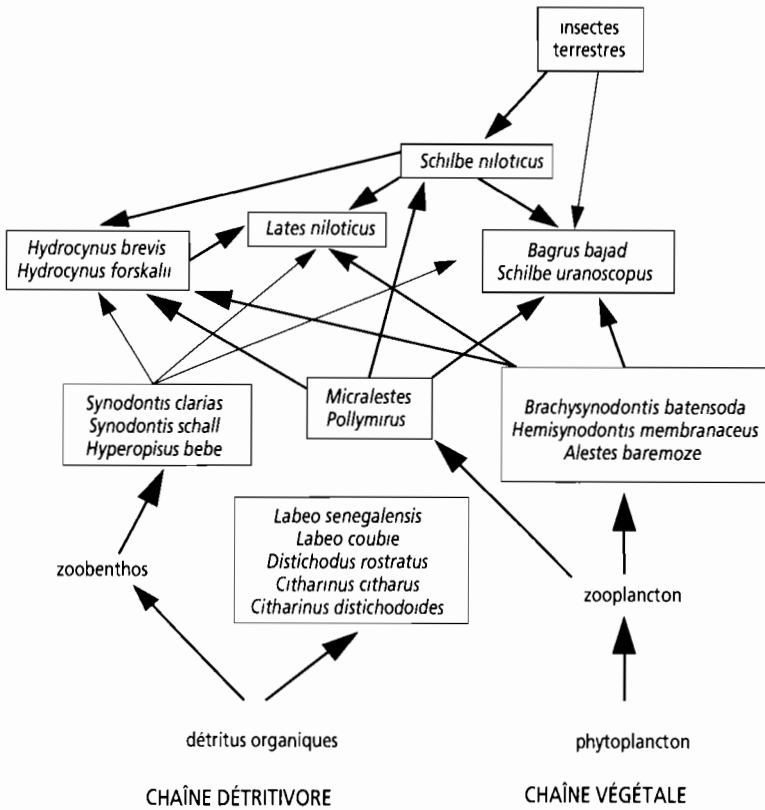 insectes
terrestres
Schilbe niloticus
Lates niloticus
Hydrocynus brevis
Hydrocynus forskalii
Bagrus bajad
Schilbe uranoscopus
Synodontis clarias
Synodontis schall
Hyperopisus bebe
Micralestes
Pollymirus
Brachysynodontis batensoda
Hemisynodontis membranaceus
Alestes baremoze
Labeo senegalensis
Labeo coubie
Distichodus rostratus
Citharinus citharus
Citharinus distichodoides
zoobenthos
zooplancton
détritus organiques
phytoplancton
CHAÎNE DÉTRITIVORE
CHAÎNE VÉGÉTALE